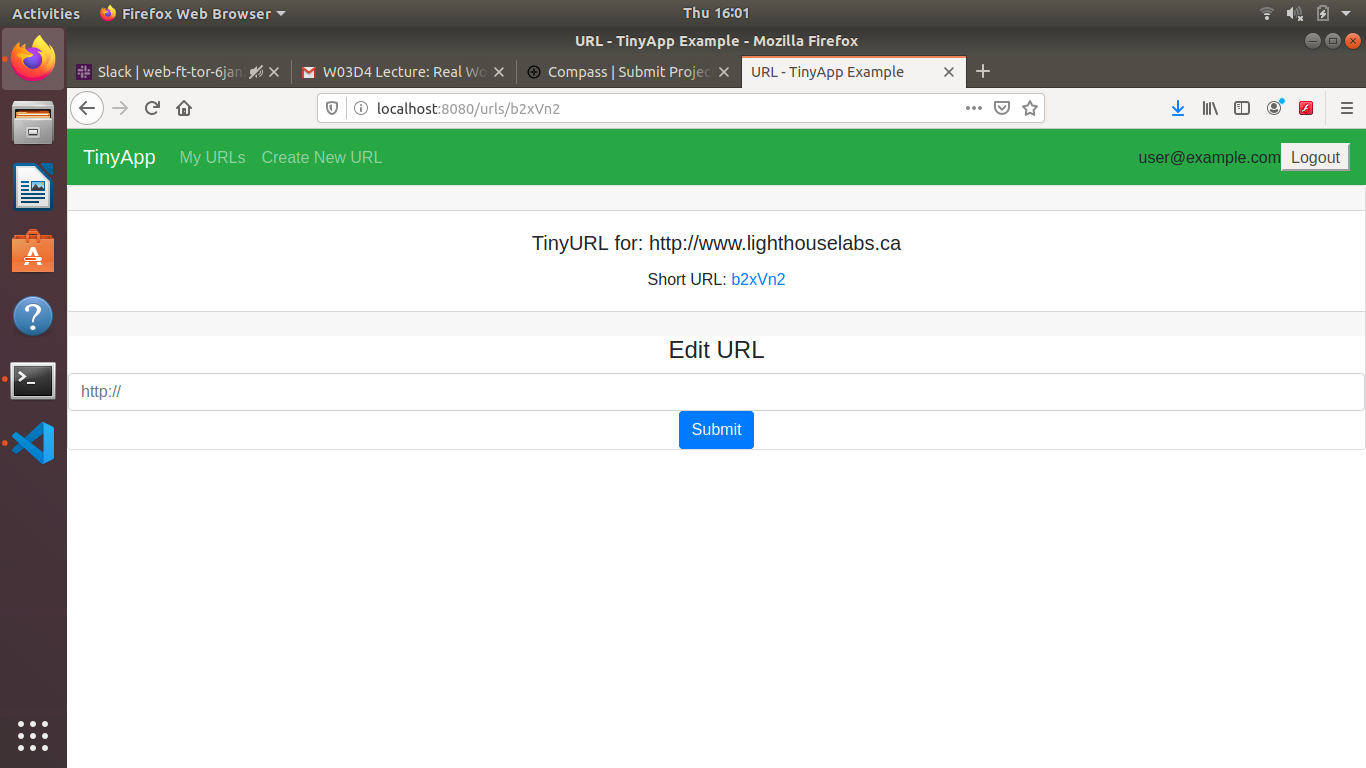 Activities Firefox Web Browser Thu 16:01
URL - TinyApp Example - Mozilla Firefox
Slack | web-ft-tor-6jan W03D4 Lecture: Real Wo Compass | Submit Projec URL - TinyApp Example
localhost:8080/urls/b2xVn2
TinyApp My URLs Create New URL user@example.com Logout
TinyURL for: http://www.lighthouselabs.ca
Short URL: b2xVn2
Edit URL
http://
Submit